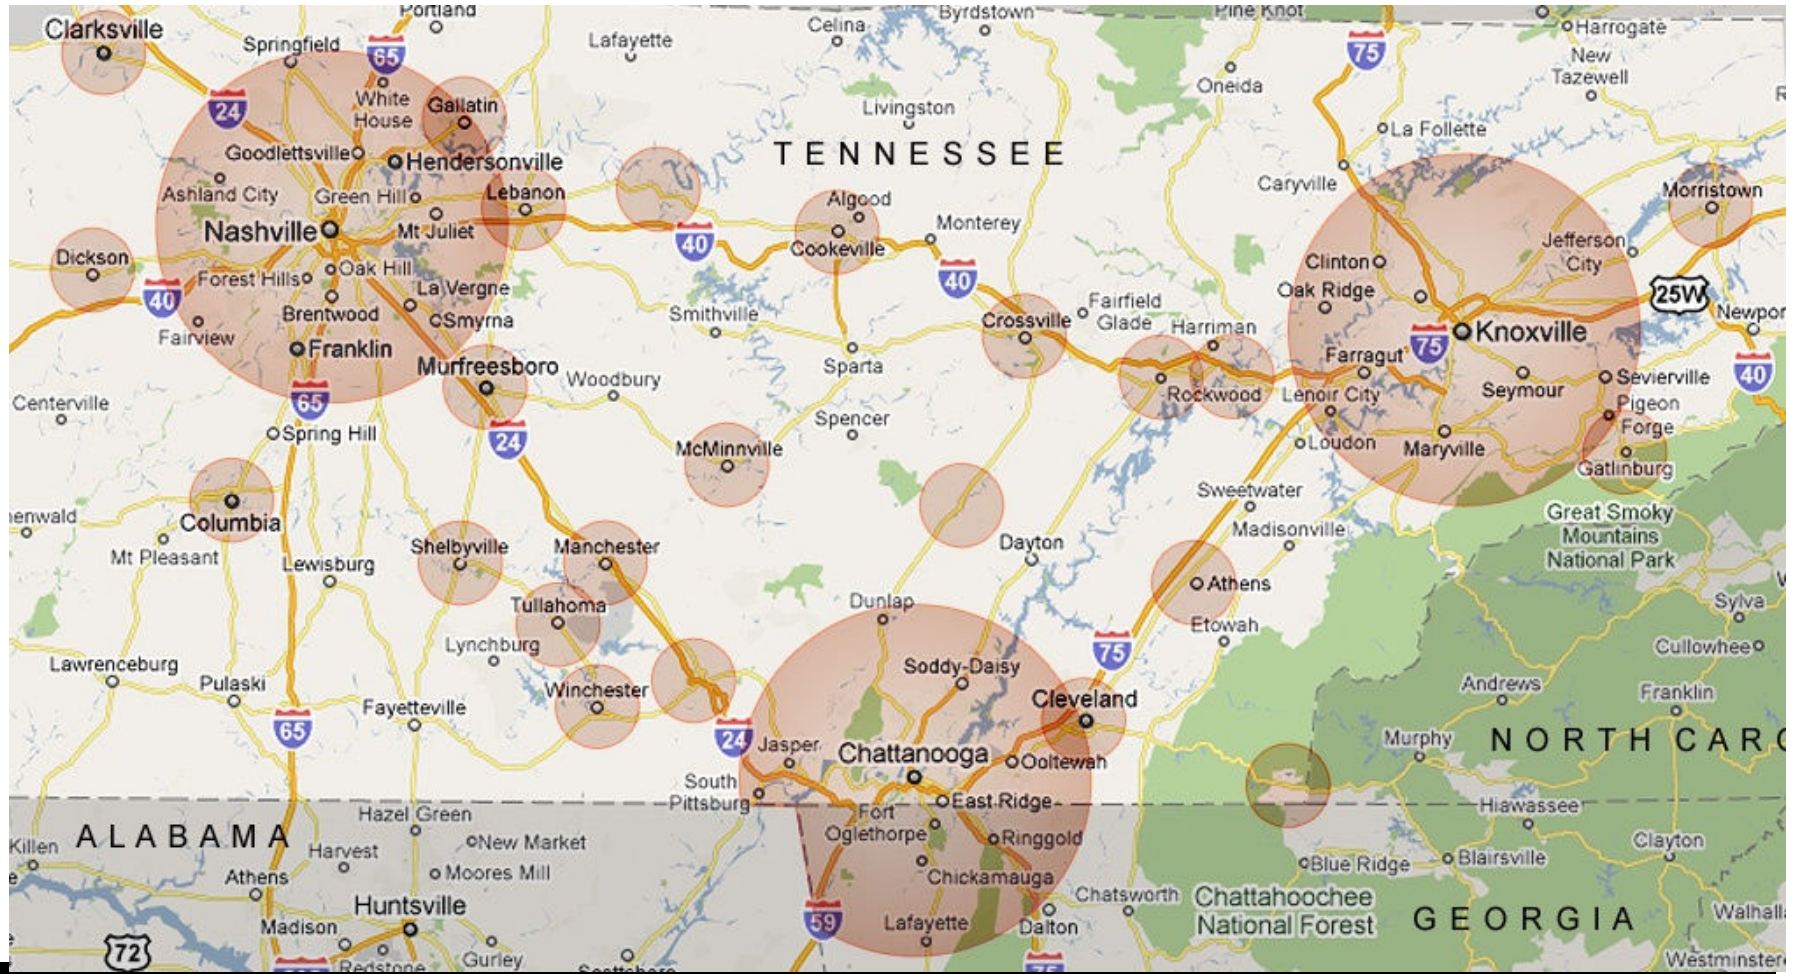 Portland
Byrdstown
Pine Knot
Clarksville
Springfield
65
Lafayette
Celina
75
Harrogate
New
Tazewell
24
White
House
Gallatin
Livingston
Oneida
La Follette
Goodlettsville
Hendersonville
TENNESSEE
Caryville
Ashland City
Green Hill
Lebanon
Algood
Morristown
Nashville
Mt Juliet
40
Cookeville
Monterey
Jefferson
City
Dickson
Forest Hills
Oak Hill
40
Clinton
40
La Vergne
Oak Ridge
25W
Brentwood
Smyrna
Smithville
Crossville
Fairfield
Glade
Harriman
Knoxville
Fairview
Franklin
75
Farragut
Murfreesboro
Woodbury
Sparta
Rockwood
Lenoir City
Seymour
Sevierville
40
65
Centerville
Spring Hill
24
Spencer
Pigeon
Forge
Loudon
Maryville
McMinnville
Gatlinburg
Sweetwater
Columbia
Madisonville
Great Smoky
Mountains
National Park
Mt Pleasant
Lewisburg
Shelbyville
Manchester
Dayton
Athens
Tullahoma
Dunlap
Sylva
Etowah
Lynchburg
75
Cullowhee
Lawrenceburg
Pulaski
Winchester
Soddy-Daisy
Cleveland
Andrews
Franklin
Fayetteville
65
24
Jasper
Chattanooga
Ooltewah
Murphy
NORTH CARO
South
Pittsburg
East Ridge
Hiawassee
Hazel Green
Fort
Oglethorpe
Ringgold
ALABAMA
New Market
Clayton
Killen
Harvest
Blue Ridge
Blairsville
Athens
Moores Mill
Chickamauga
Chatsworth
Chattahoochee
National Forest
GEORGIA
Huntsville
59
Lafayette
Dalton
Madison
72
Gurley
Redstone
75
Westminster